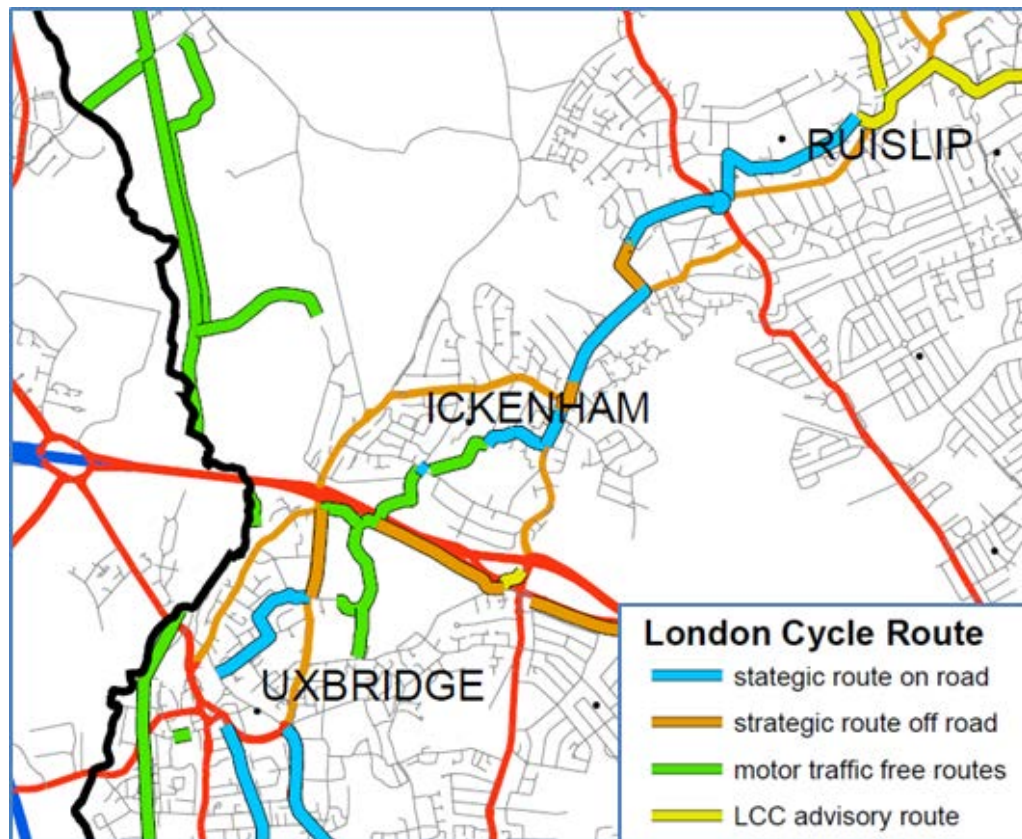 RUISLIP
ICKENHAM
UXBRIDGE
London Cycle Route
stategic route on road
strategic route off road
motor traffic free routes
LCC advisory route